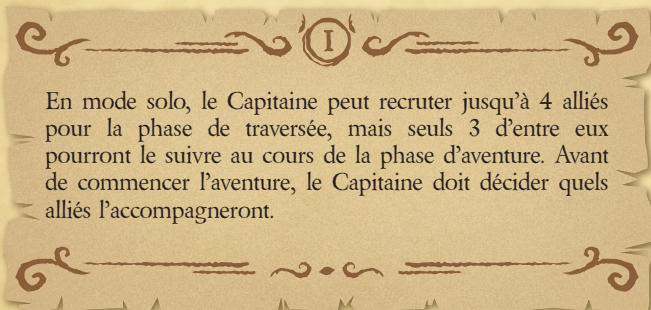 I
En mode solo, le Capitaine peut recruter jusqu'à 4 alliés
pour la phase de traversée, mais seuls 3 d'entre eux
pourront le suivre au cours de la phase d'aventure. Avant
de commencer l'aventure, le Capitaine doit décider quels
alliés l'accompagneront.